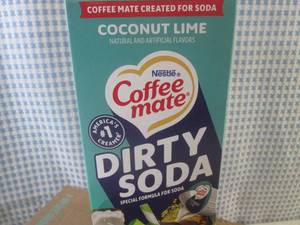 COFFEE MATE CREATED FOR SODA
COCONUT LIME
NATURAL AND ARTIFICIAL FLAVORS
Nestlé
Coffee
mate®
AMERICA'S
#1
CREAMER*
DIRTY
SODA
SPECIAL FORMULA FOR SODA